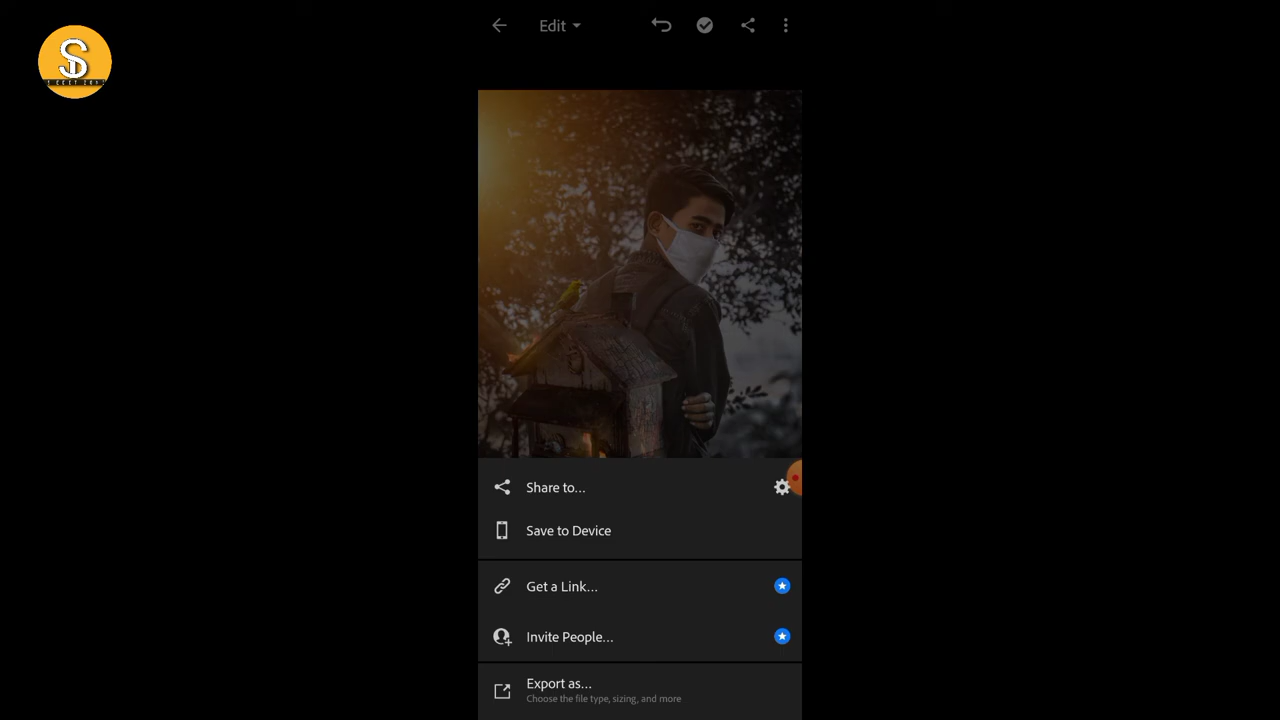 Edit
Share to...
Save to Device
Get a Link...
Invite People...
Export as...
Choose the file type, sizing, and more